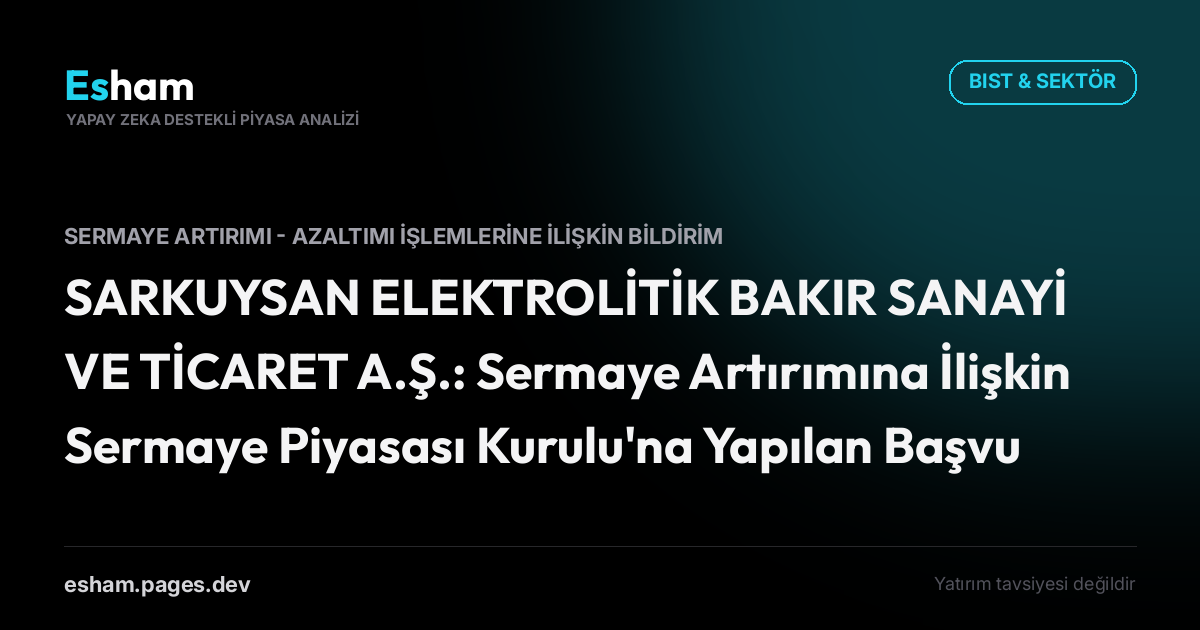 Esham
BIST & SEKTÖR
YAPAY ZEKA DESTEKLİ PİYASA ANALİZİ
SERMAYE ARTIRIMI - AZALTIMI İŞLEMLERİNE İLİŞKİN BİLDİRİM
SARKUYSAN ELEKTROLİTİK BAKIR SANAYİ
VE TİCARET A.Ş.: Sermaye Artırımına İlişkin
Sermaye Piyasası Kurulu'na Yapılan Başvu
esham.pages.dev
Yatırım tavsiyesi değildir